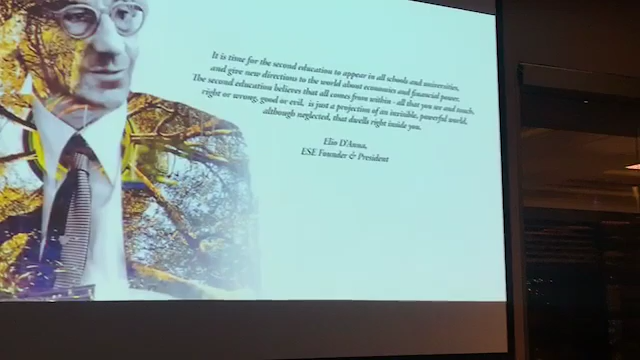 It is time for the second education to appear in all schools and universities,
and give new directions to the world about economies and financial power.
The second education believes that all comes from within - all that you see and touch,
right or wrong, good or evil, is just a projection of an invisible, powerful world,
although neglected, that dwells right inside you.
Elio D'Anna,
ESE Founder & President